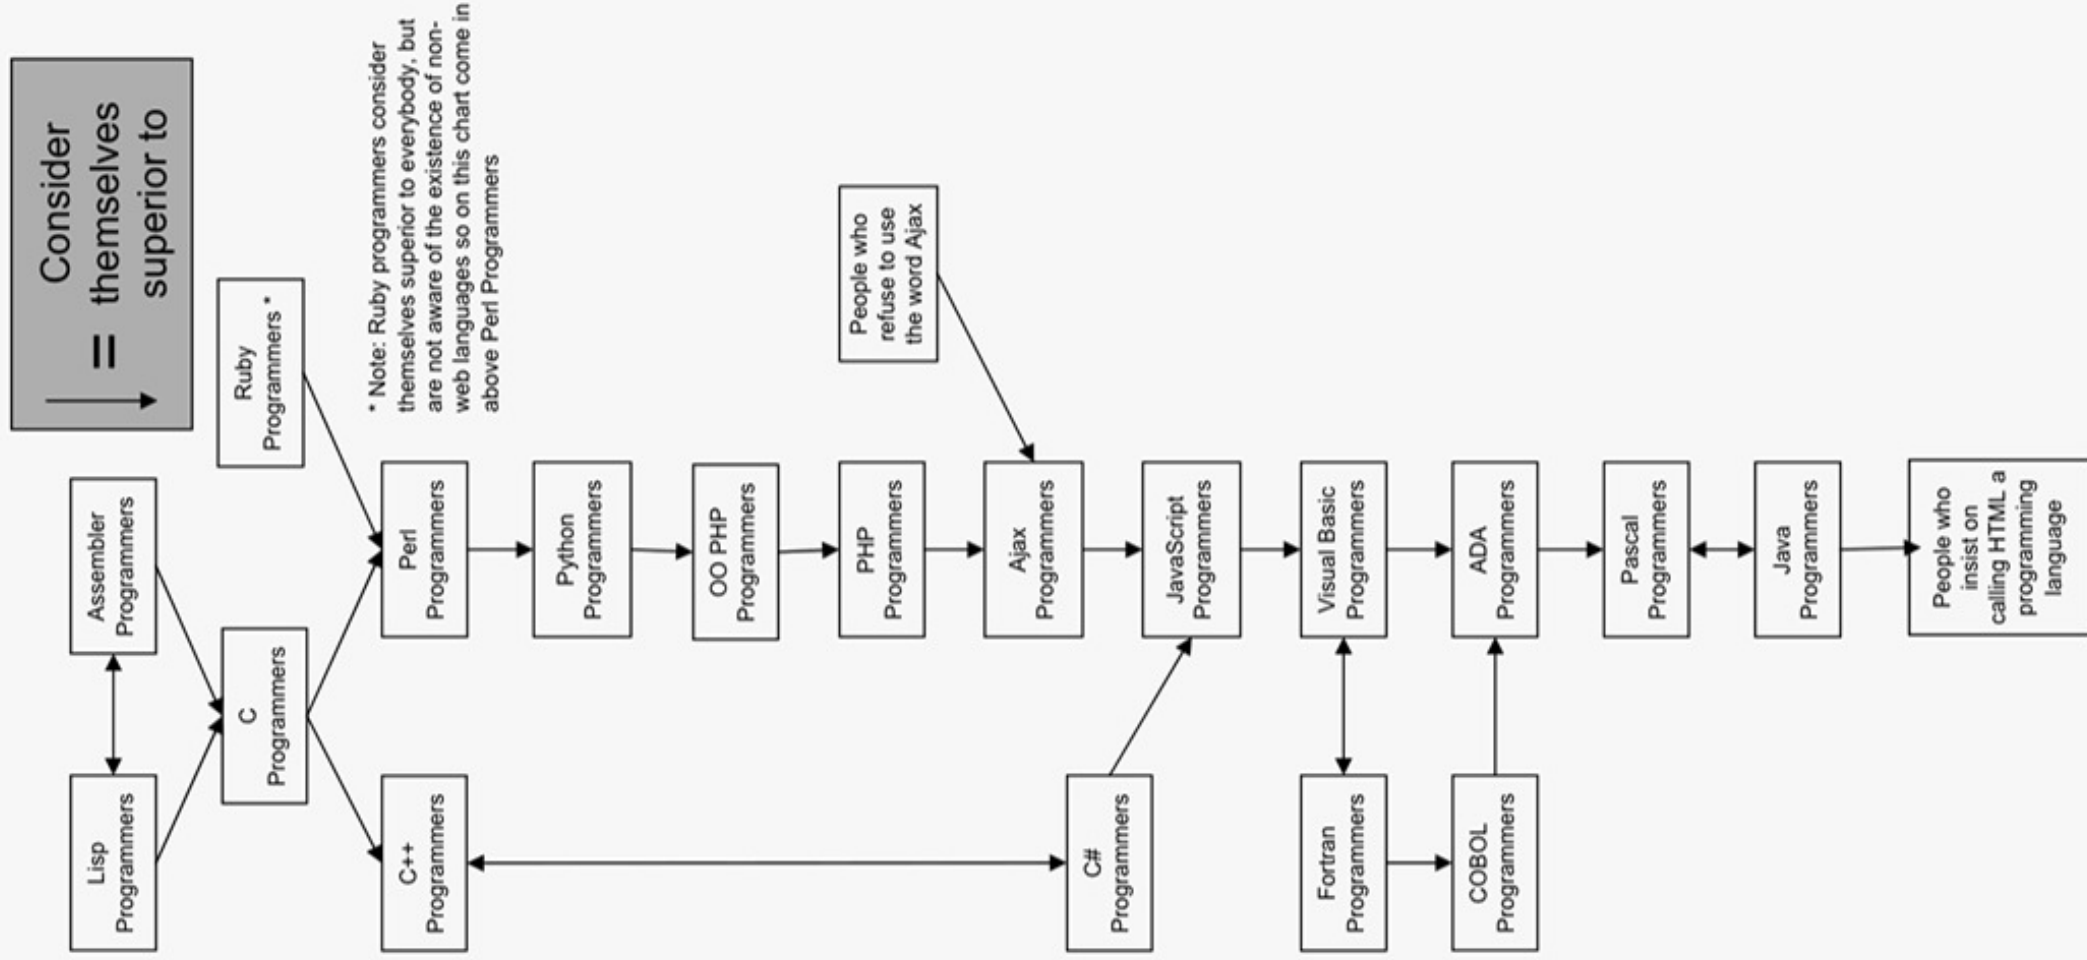 Consider
= themselves
superior to
Lisp
Programmers
Assembler
Programmers
C
Programmers
Ruby
Programmers *
* Note: Ruby programmers consider
themselves superior to everybody, but
are not aware of the existence of non-
web languages so on this chart come in
above Perl Programmers
C++
Programmers
Perl
Programmers
Python
Programmers
OO PHP
Programmers
PHP
Programmers
People who
refuse to use
the word Ajax
Ajax
Programmers
C#
Programmers
JavaScript
Programmers
Fortran
Programmers
Visual Basic
Programmers
COBOL
Programmers
ADA
Programmers
Pascal
Programmers
Java
Programmers
People who
insist on
calling HTML a
programming
language